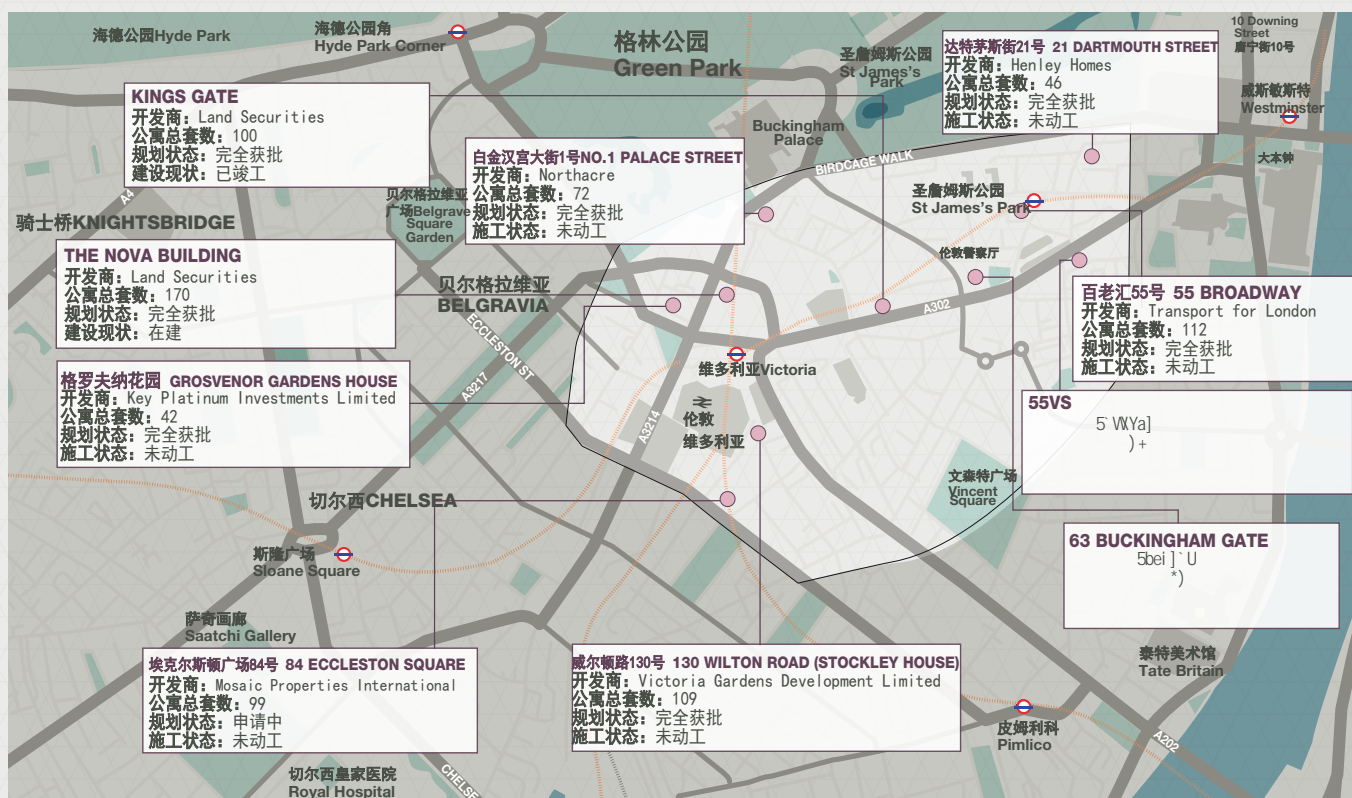 海德公园Hyde Park
海德公园角
Hyde Park Corner
格林公园
Green Park
圣詹姆斯公园
St James's
Park
10 Downing
Street
唐宁街10号
威斯敏斯特
Westminster
大本钟
达特茅斯街21号 21 DARTMOUTH STREET
开发商: Henley Homes
公寓总套数: 46
规划状态: 完全获批
施工状态: 未动工
KINGS GATE
开发商: Land Securities
公寓总套数: 100
规划状态: 完全获批
建设现状: 已竣工
Buckingham
Palace
BIRDCAGE WALK
白金汉宫大街1号NO.1 PALACE STREET
开发商: Northacre
公寓总套数: 72
规划状态: 完全获批
施工状态: 未动工
A4
贝尔格拉维亚
广场Belgrave
Square
Garden
骑士桥KNIGHTSBRIDGE
圣詹姆斯公园
St James's Park
伦敦警察厅
THE NOVA BUILDING
开发商: Land Securities
公寓总套数: 170
规划状态: 完全获批
建设现状: 在建
贝尔格拉维亚
BELGRAVIA
A302
百老汇55号 55 BROADWAY
开发商: Transport for London
公寓总套数: 112
规划状态: 完全获批
施工状态: 未动工
ECCLESTON ST
A3217
维多利亚Victoria
格罗夫纳花园 GROSVENOR GARDENS HOUSE
开发商: Key Platinum Investments Limited
公寓总套数: 42
规划状态: 完全获批
施工状态: 未动工
A3214
伦敦
维多利亚
55VS
)+
文森特广场
Vincent
Square
切尔西CHELSEA
63 BUCKINGHAM GATE
*)
斯隆广场
Sloane Square
萨奇画廊
Saatchi Gallery
埃克尔斯顿广场84号 84 ECCLESTON SQUARE
开发商: Mosaic Properties International
公寓总套数: 99
规划状态: 申请中
施工状态: 未动工
威尔顿路130号 130 WILTON ROAD (STOCKLEY HOUSE)
开发商: Victoria Gardens Development Limited
公寓总套数: 109
规划状态: 完全获批
施工状态: 未动工
泰特美术馆
Tate Britain
皮姆利科
Pimlico
A202
切尔西皇家医院
Royal Hospital